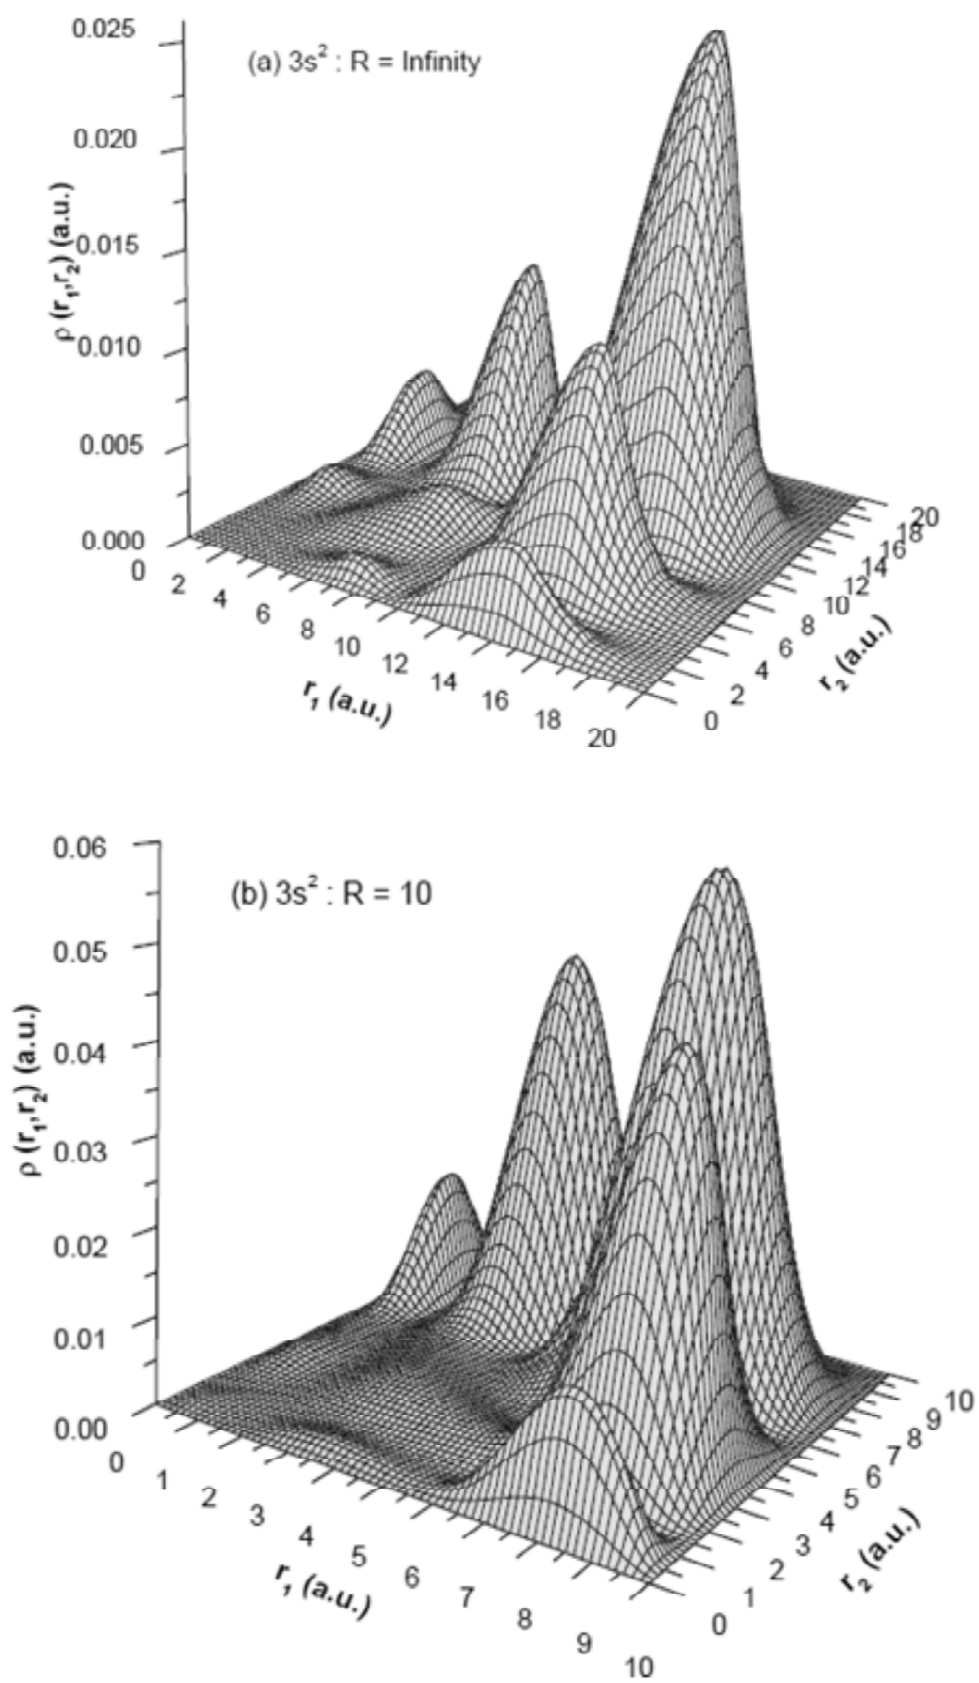 (a) 3s² : R = Infinity
ρ (r₁,r₂) (a.u.)
0.025
0.020
0.015
0.010
0.005
0.000
0 2 4 6 8 10 12 14 16 18 20
r₁ (a.u.)
0 2 4 6 8 10 12 14 16 18 20
r₂ (a.u.)
(b) 3s² : R = 10
ρ (r₁,r₂) (a.u.)
0.06
0.05
0.04
0.03
0.02
0.01
0.00
0 1 2 3 4 5 6 7 8 9 10
r₁ (a.u.)
0 1 2 3 4 5 6 7 8 9 10
r₂ (a.u.)